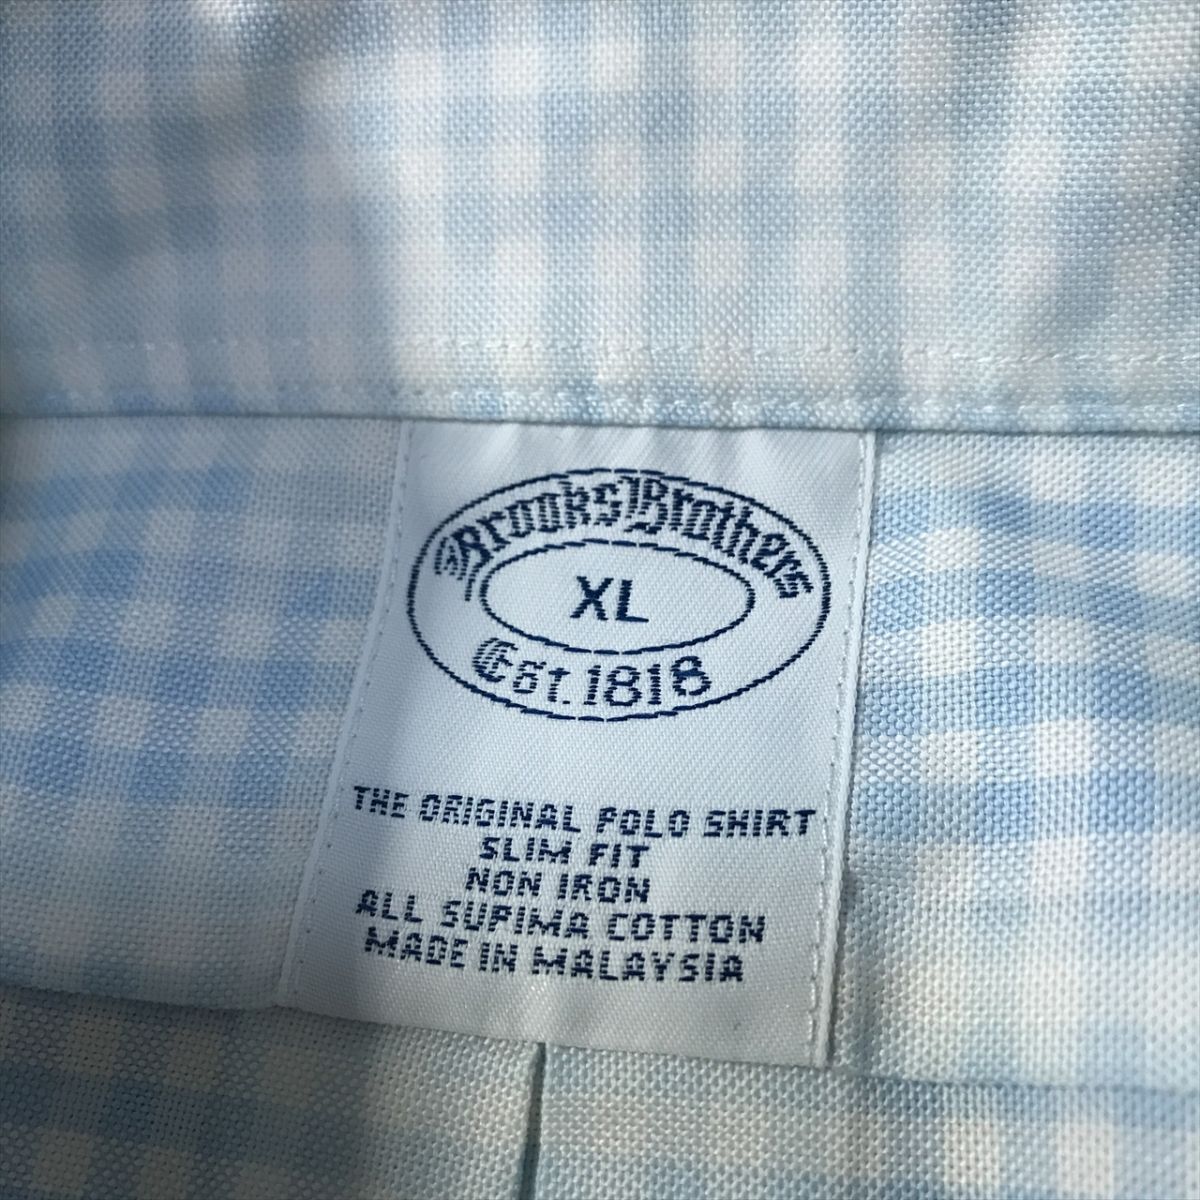 Brooks Brothers
XL
Est. 1818
THE ORIGINAL POLO SHIRT
SLIM FIT
NON IRON
ALL SUPIMA COTTON
MADE IN MALAYSIA